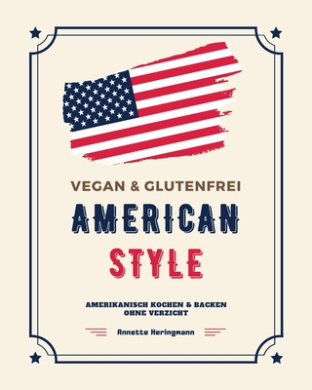 VEGAN & GLUTENFREI
AMERICAN
STYLE
AMERIKANISCH KOCHEN & BACKEN
OHNE VERZICHT
Annette Heringmann